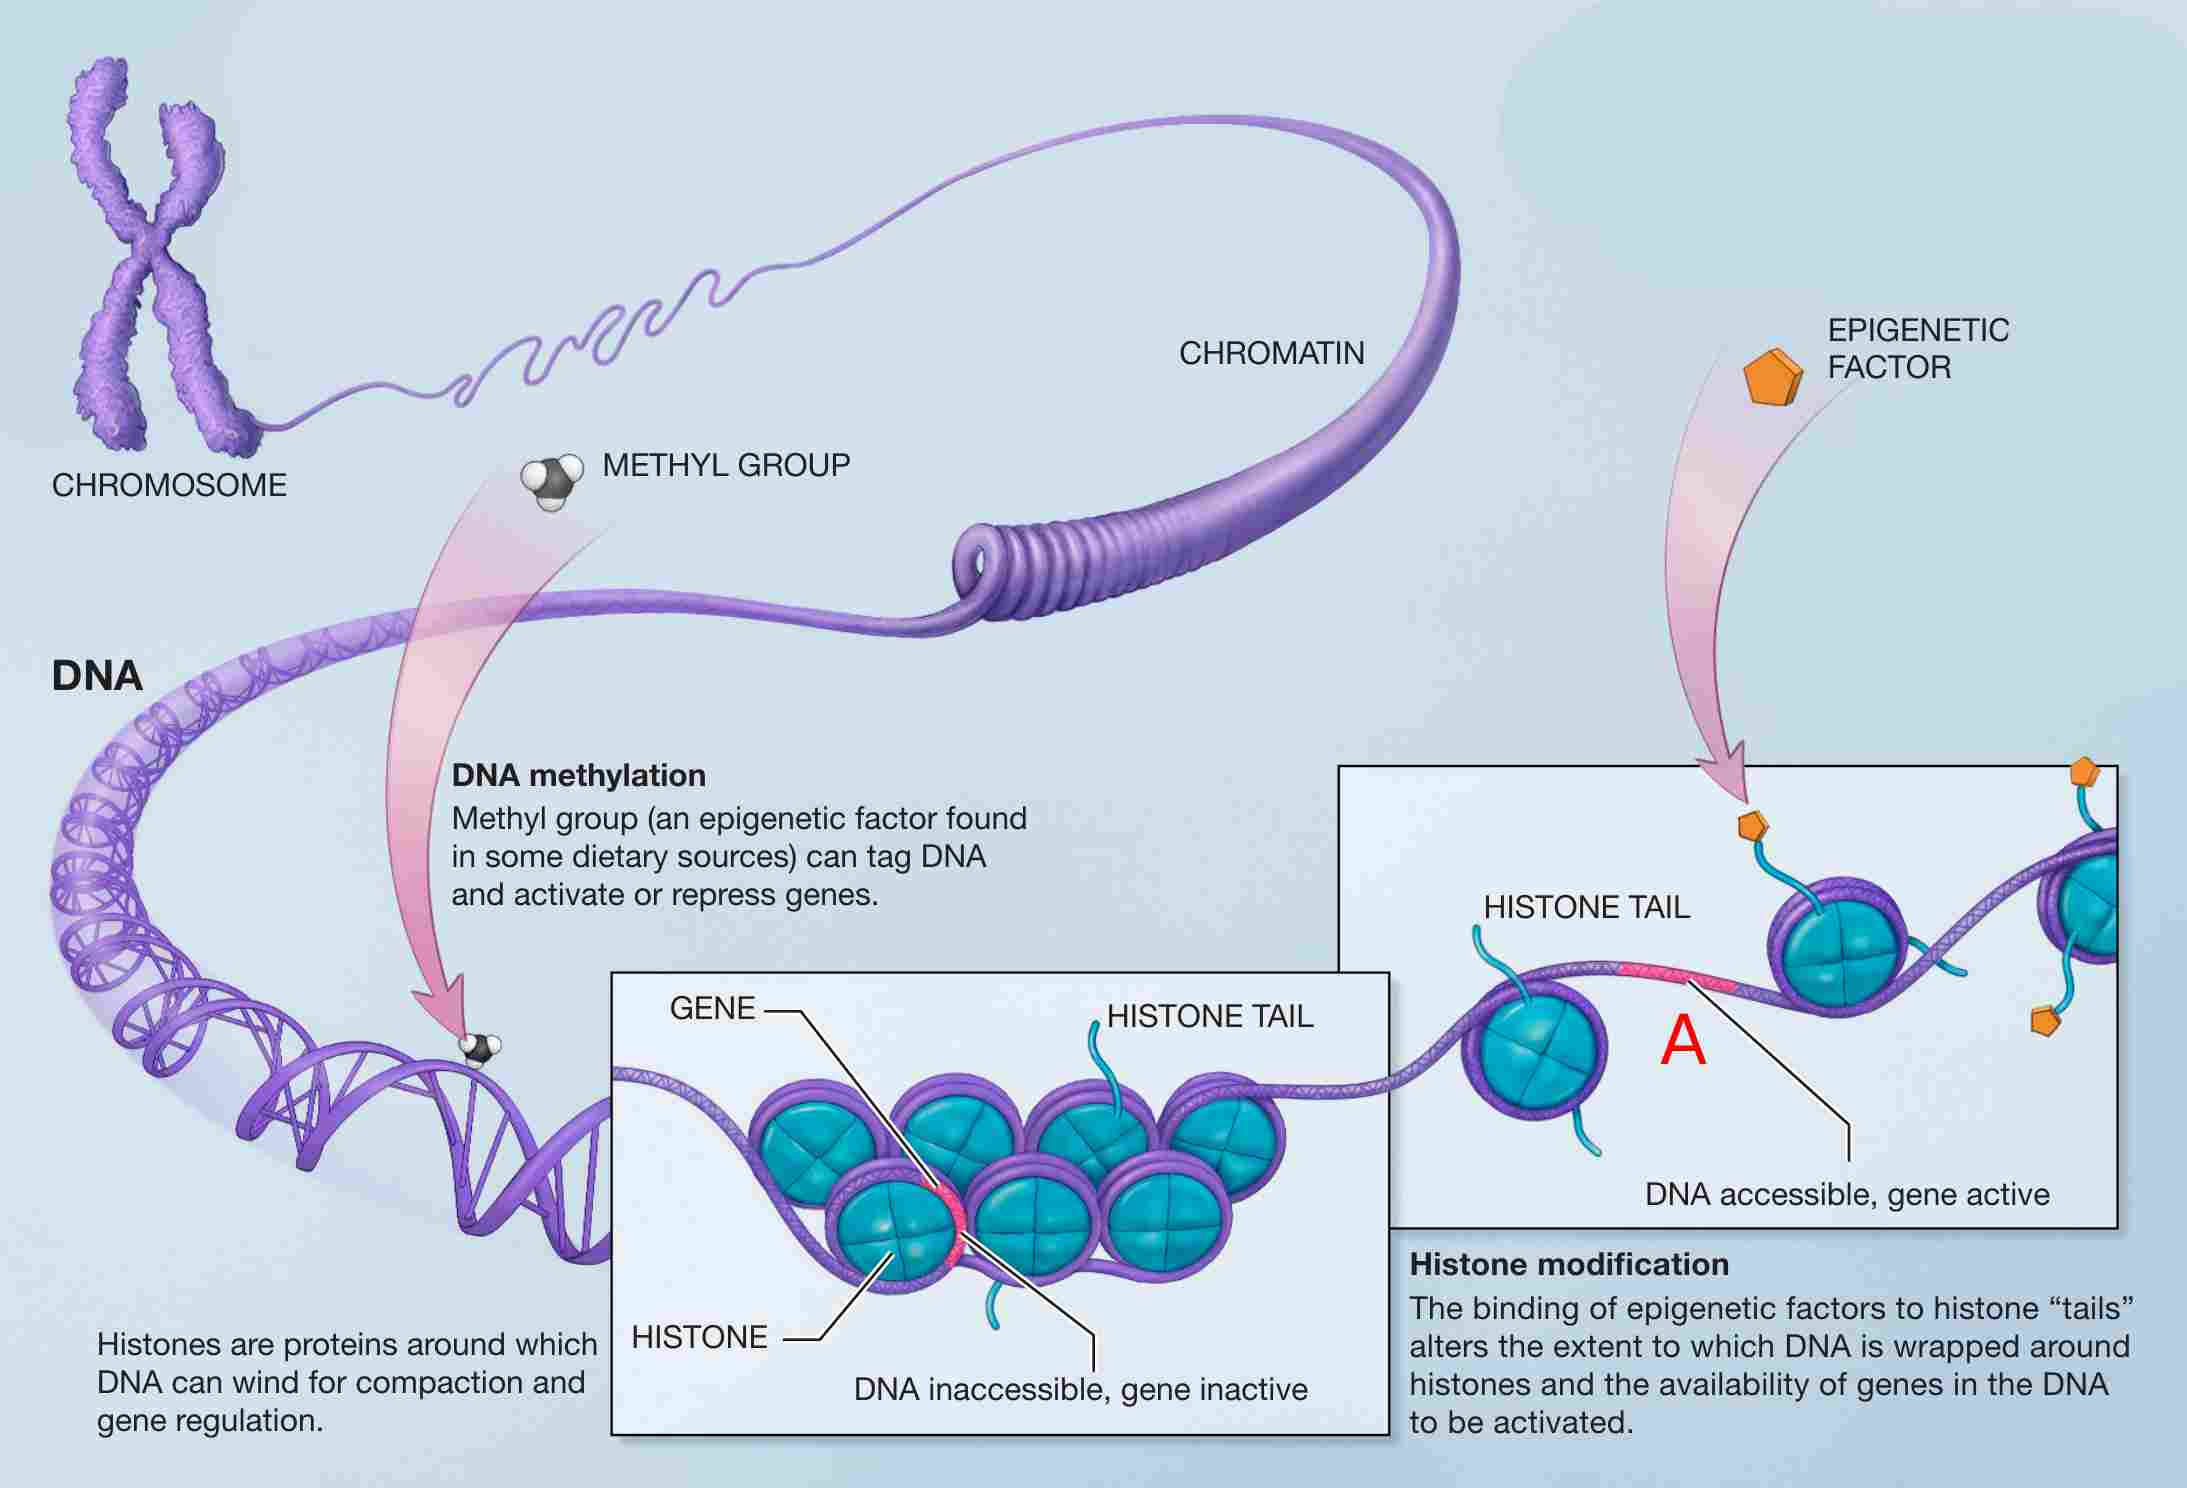 EPIGENETIC
FACTOR
CHROMATIN
METHYL GROUP
CHROMOSOME
DNA
DNA methylation
Methyl group (an epigenetic factor found
in some dietary sources) can tag DNA
and activate or repress genes.
HISTONE TAIL
GENE
HISTONE TAIL
A
DNA accessible, gene active
HISTONE
DNA inaccessible, gene inactive
Histones are proteins around which
DNA can wind for compaction and
gene regulation.
Histone modification
The binding of epigenetic factors to histone “tails”
alters the extent to which DNA is wrapped around
histones and the availability of genes in the DNA
to be activated.